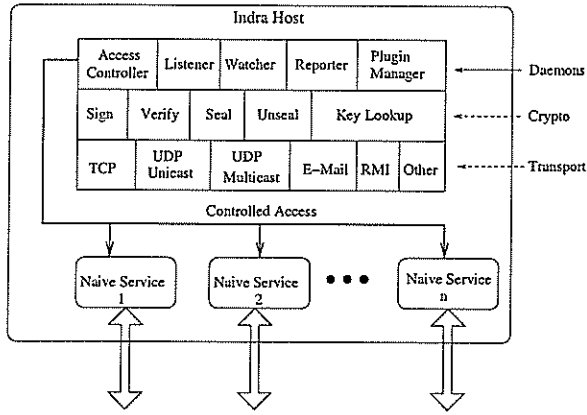 Indra Host
Access Controller
Listener
Watcher
Reporter
Plugin Manager
Daemons
Sign
Verify
Seal
Unseal
Key Lookup
Crypto
TCP
UDP Unicast
UDP Multicast
E-Mail
RMI
Other
Transport
Controlled Access
Naive Service 1
Naive Service 2
Naive Service n